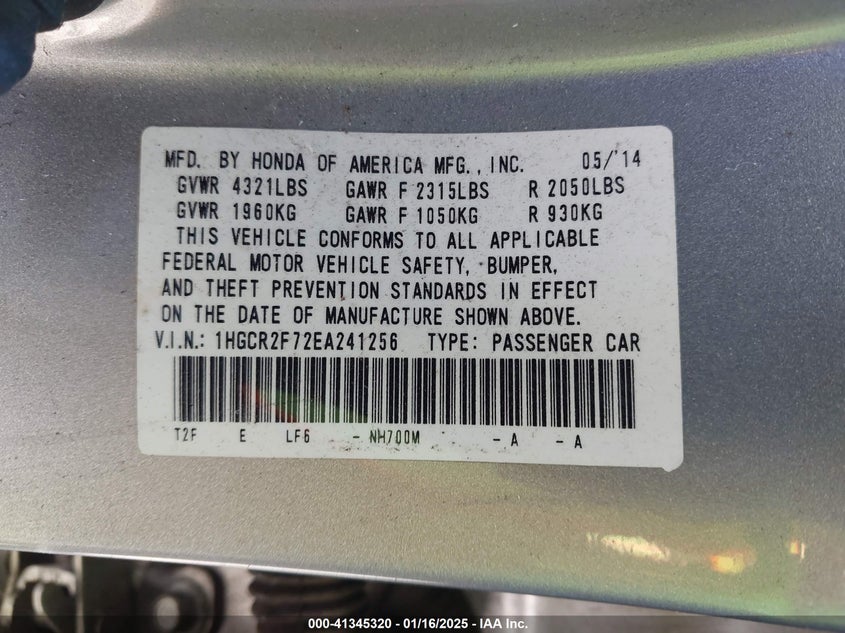 MFD. BY HONDA OF AMERICA MFG., INC. 05/'14
GVWR 4321LBS GAWR F 2315LBS R 2050LBS
GVWR 1960KG GAWR F 1050KG R 930KG
THIS VEHICLE CONFORMS TO ALL APPLICABLE
FEDERAL MOTOR VEHICLE SAFETY, BUMPER,
AND THEFT PREVENTION STANDARDS IN EFFECT
ON THE DATE OF MANUFACTURE SHOWN ABOVE.
V.I.N.: 1HGCR2F72EA241256 TYPE: PASSENGER CAR
T2F E LF6 - NH700M - A - A
000-41345320 / 01/16/2025 - IAA Inc.